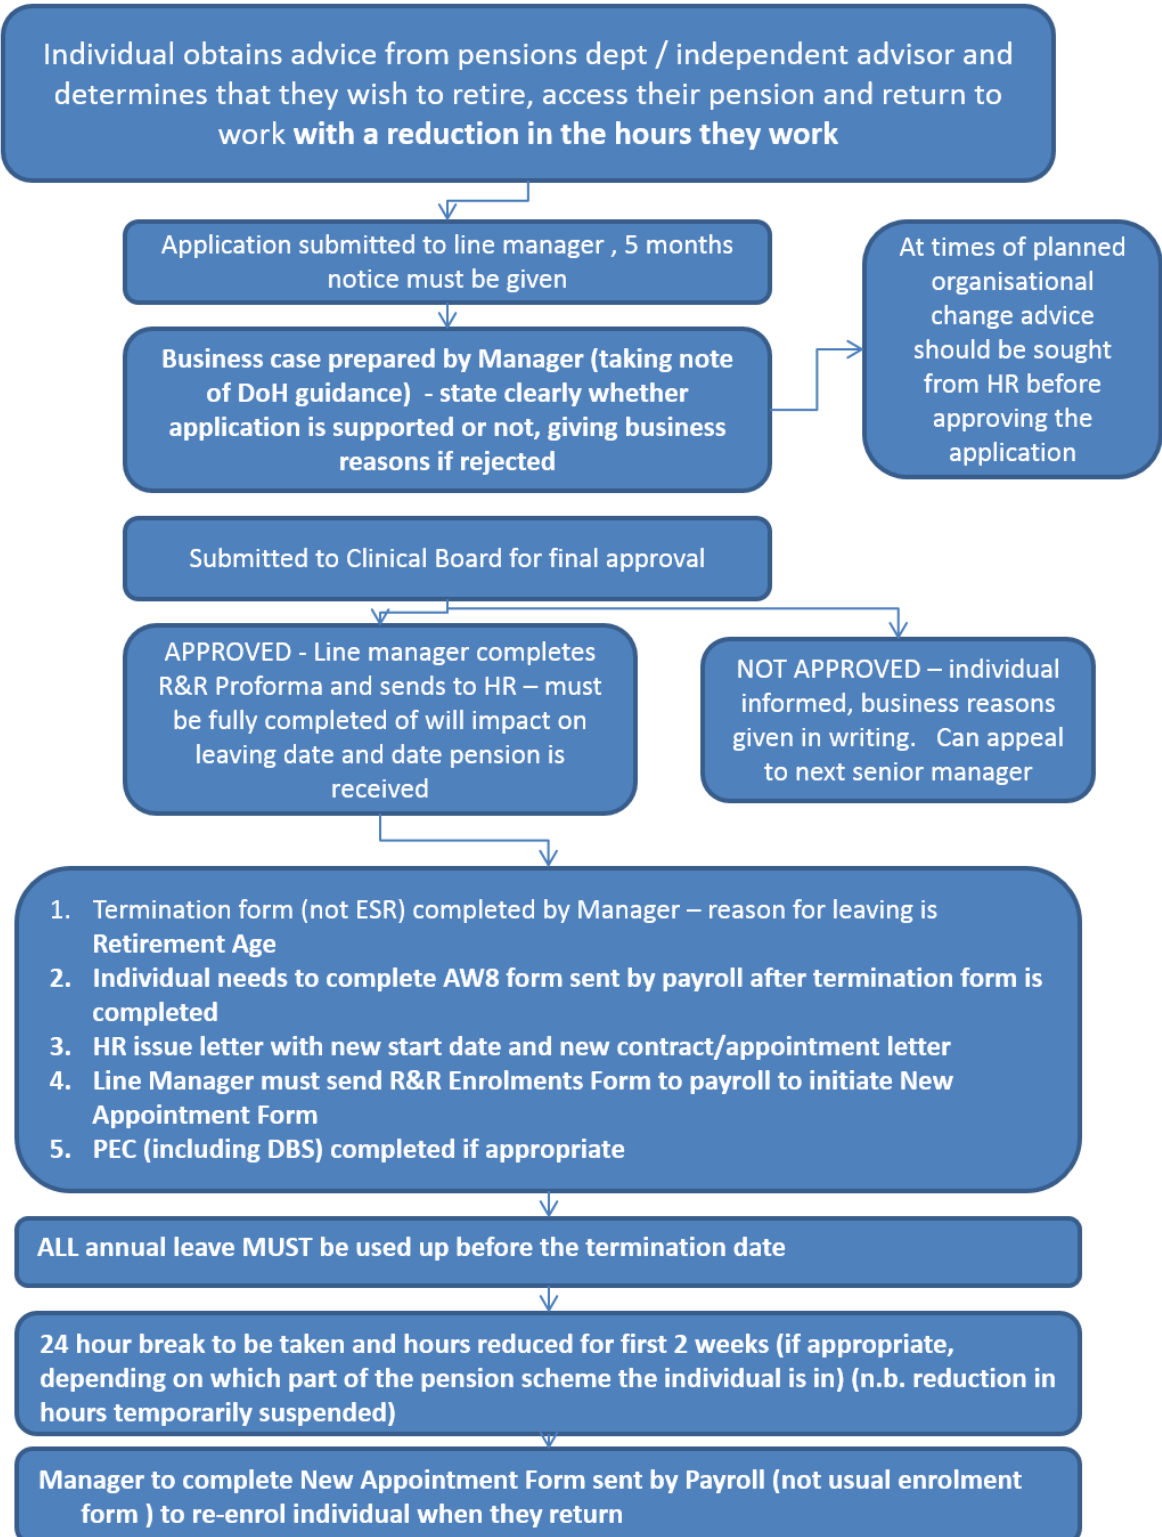 Individual obtains advice from pensions dept / independent advisor and
determines that they wish to retire, access their pension and return to
work with a reduction in the hours they work
Application submitted to line manager , 5 months
notice must be given
At times of planned
organisational
change advice
should be sought
from HR before
approving the
application
Business case prepared by Manager (taking note
of DoH guidance)  - state clearly whether
application is supported or not, giving business
reasons if rejected
Submitted to Clinical Board for final approval
APPROVED - Line manager completes
R&R Proforma and sends to HR – must
be fully completed of will impact on
leaving date and date pension is
received
NOT APPROVED – individual
informed, business reasons
given in writing.   Can appeal
to next senior manager
1. Termination form (not ESR) completed by Manager – reason for leaving is
Retirement Age
2. Individual needs to complete AW8 form sent by payroll after termination form is
completed
3. HR issue letter with new start date and new contract/appointment letter
4. Line Manager must send R&R Enrolments Form to payroll to initiate New
Appointment Form
5. PEC (including DBS) completed if appropriate
ALL annual leave MUST be used up before the termination date
24 hour break to be taken and hours reduced for first 2 weeks (if appropriate,
depending on which part of the pension scheme the individual is in) (n.b. reduction in
hours temporarily suspended)
Manager to complete New Appointment Form sent by Payroll (not usual enrolment
form ) to re-enrol individual when they return